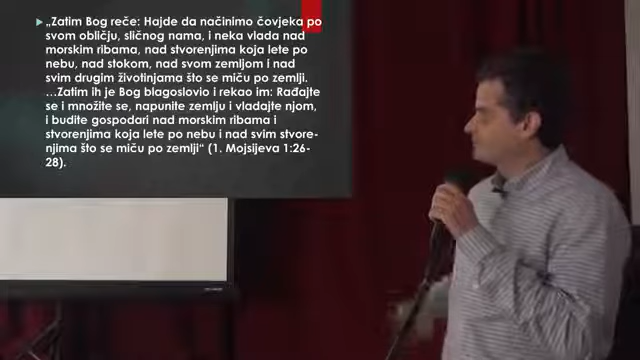 „Zatim Bog reče: Hajde da načinimo čovjeka po
svom obličju, sličnog nama, i neka vlada nad
morskim ribama, nad stvorenjima koja lete po
nebu, nad stokom, nad svom zemljom i nad
svim drugim životinjama što se miču po zemlji.
…Zatim ih je Bog blagoslovio i rekao im: Rađajte
se i množite se, napunite zemlju i vladajte njom,
i budite gospodari nad morskim ribama i
stvorenjima koja lete po nebu i nad svim stvore-
njima što se miču po zemlji“ (1. Mojsijeva 1:26-
28).